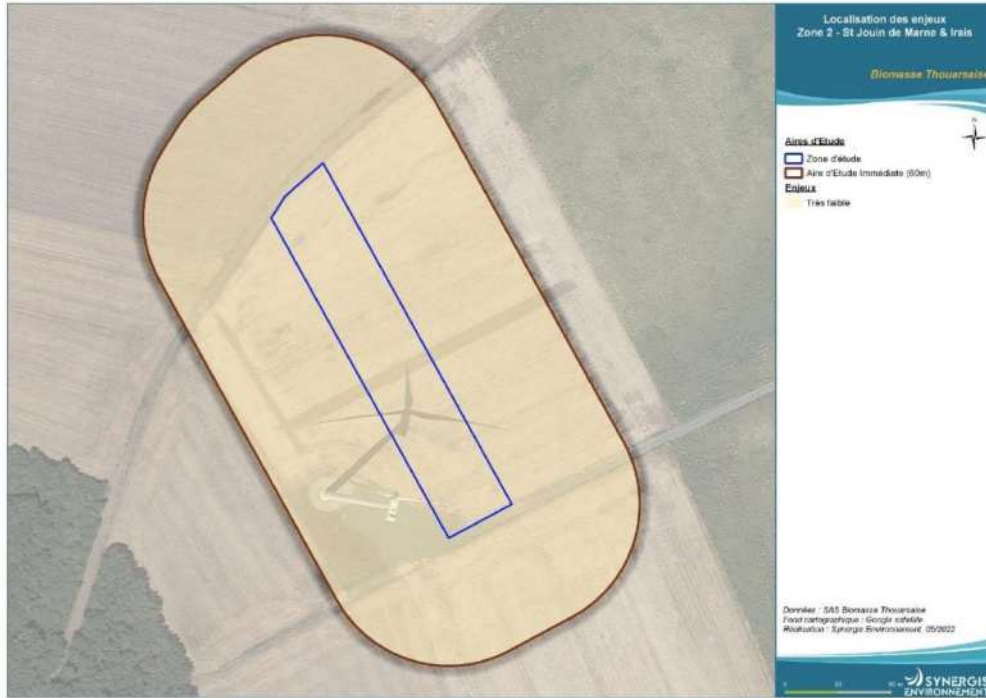 Localisation des enjeux
Zone 2 - St Jouin de Marne & Irais
Biomasse Thouarsaise
N
Aires d'Etude
Zone d'étude
Aire d'Etude Immédiate (60m)
Enjeux
Très faible
Données : SAS Biomasse Thouarsaise
Fond cartographique : Google satellite
Réalisation : Synergis Environnement 05/2022
0
90 m
SYNERGIS
ENVIRONNEMENT